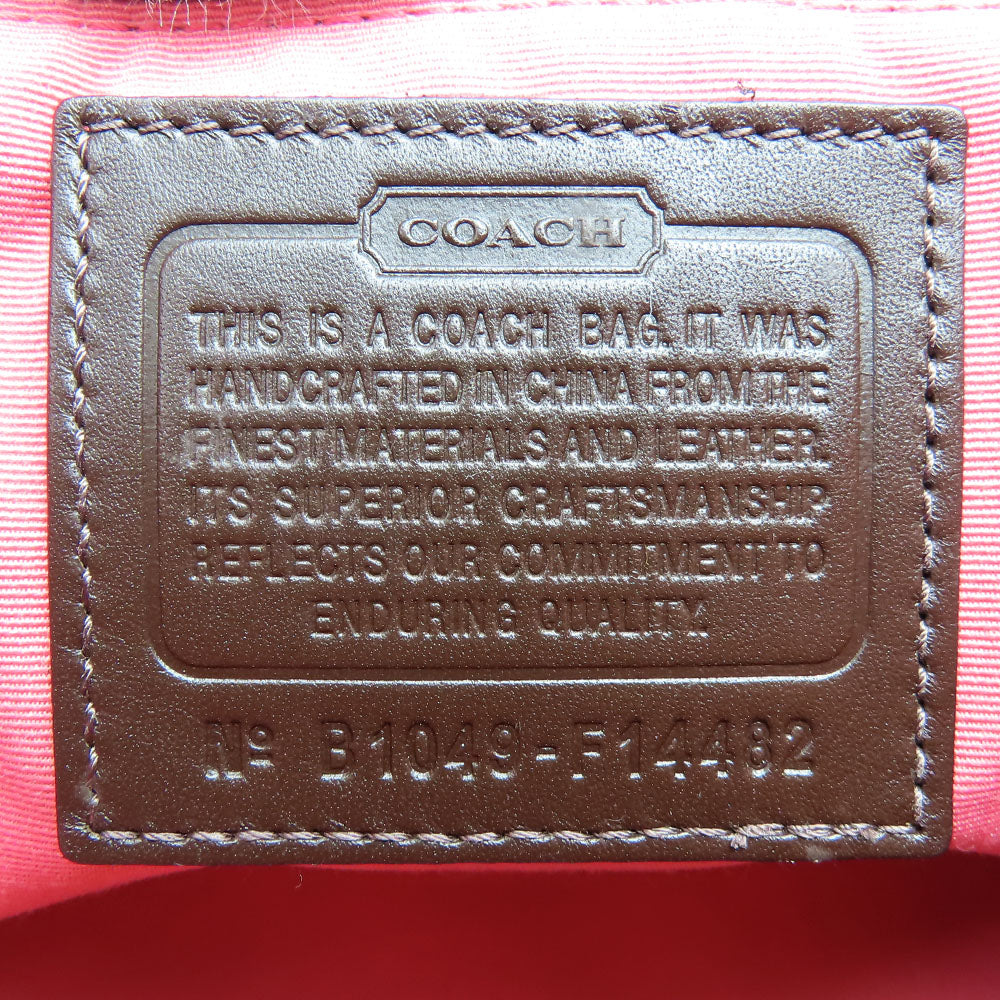 COACH
THIS IS A COACH BAG. IT WAS
HANDCRAFTED IN CHINA FROM THE
FINEST MATERIALS AND LEATHER.
ITS SUPERIOR CRAFTSMANSHIP
REFLECTS OUR COMMITMENT TO
ENDURING QUALITY.
Nº B1049-F14482